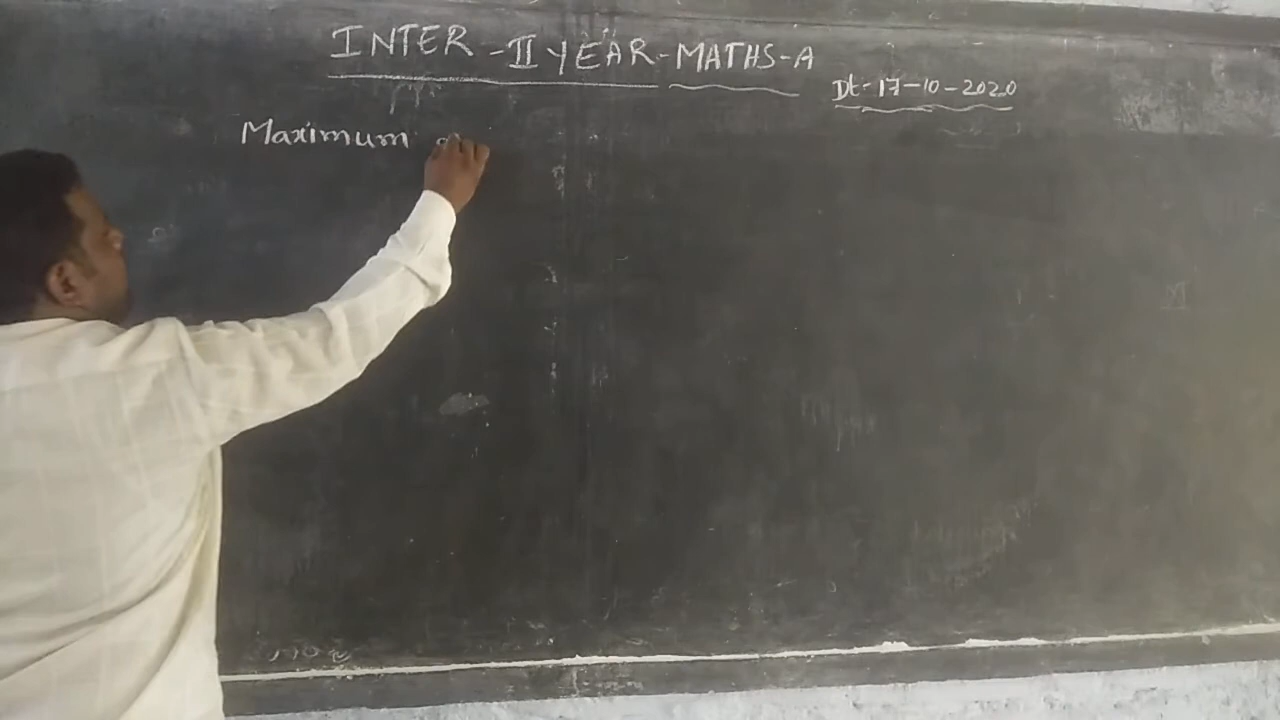 INTER - II YEAR - MATHS - A
Dt - 17-10-2020
Maximum